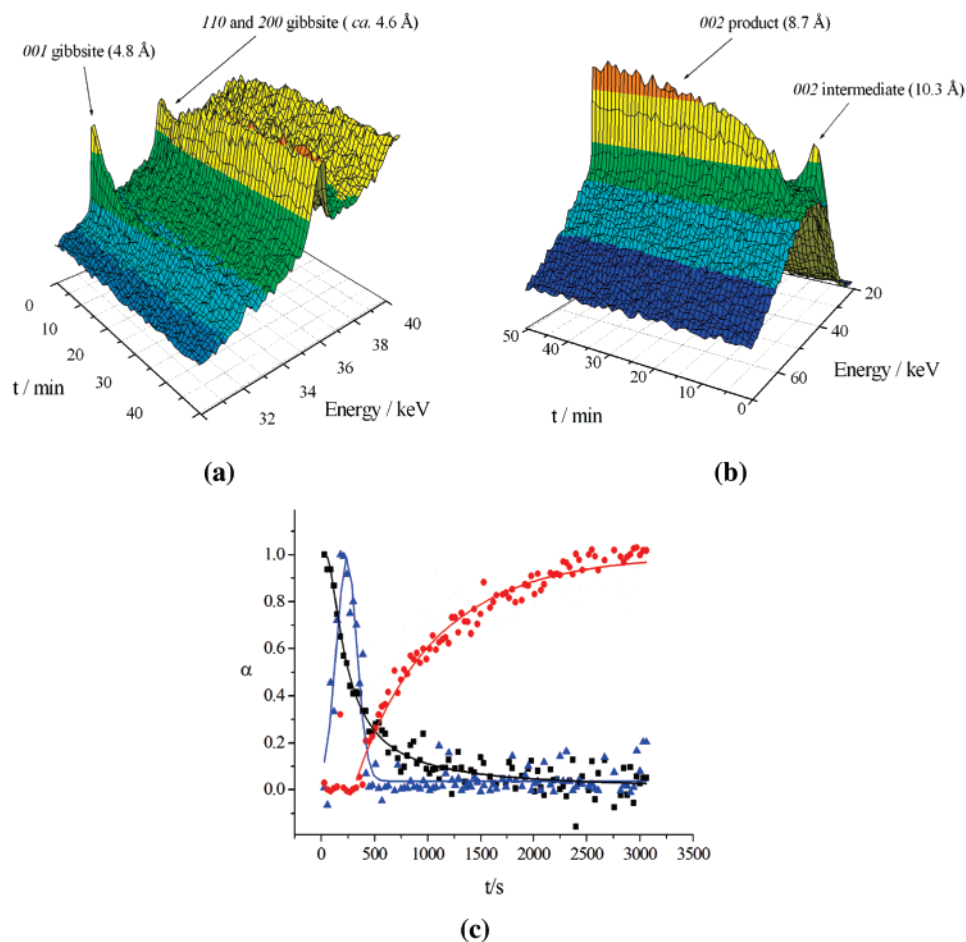 110 and 200 gibbsite ( ca. 4.6 Å)
001 gibbsite (4.8 Å)
0
10
20
30
40
t / min
32
34
36
38
40
Energy / keV
(a)
002 product (8.7 Å)
002 intermediate (10.3 Å)
50
40
30
20
10
0
t / min
20
40
60
Energy / keV
(b)
1.0
0.8
0.6
0.4
0.2
0.0
α
0
500
1000
1500
2000
2500
3000
3500
t/s
(c)